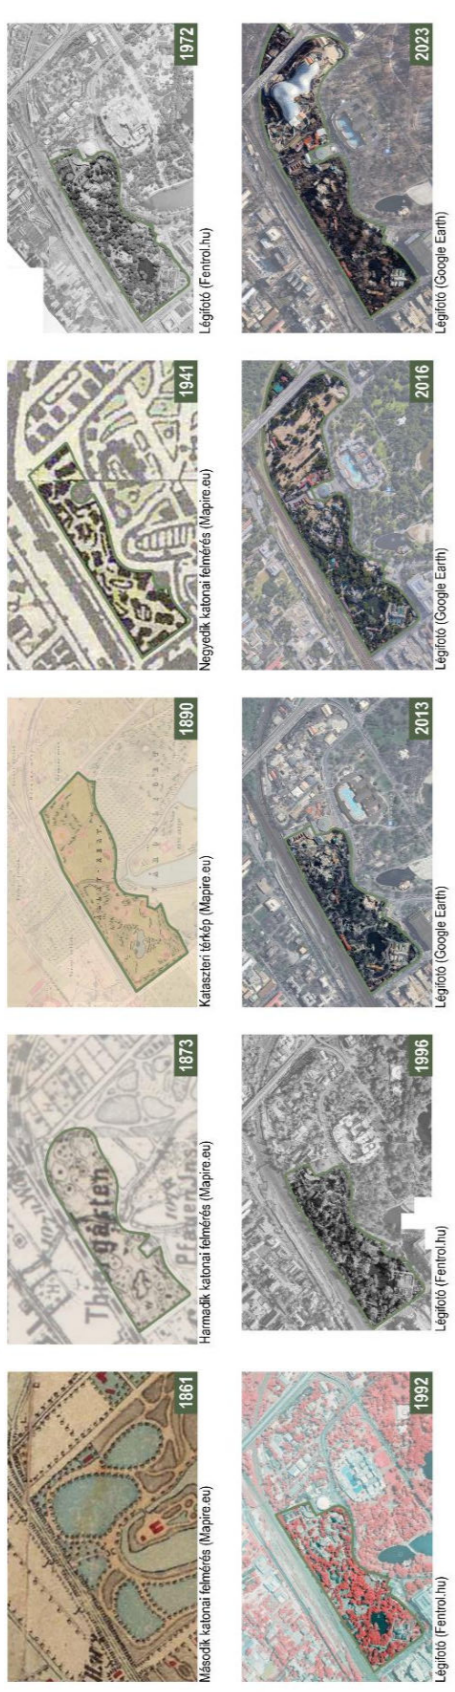 1861
Második katonai felmérés (Mapire.eu)
Thiergarten
Pfauen Ins.
1873
Harmadik katonai felmérés (Mapire.eu)
1890
Kataszteri térkép (Mapire.eu)
1941
Negyedik katonai felmérés (Mapire.eu)
1972
Légifotó (Fentrol.hu)
1992
Légifotó (Fentrol.hu)
1996
Légifotó (Fentrol.hu)
2013
Légifotó (Google Earth)
2016
Légifotó (Google Earth)
2023
Légifotó (Google Earth)